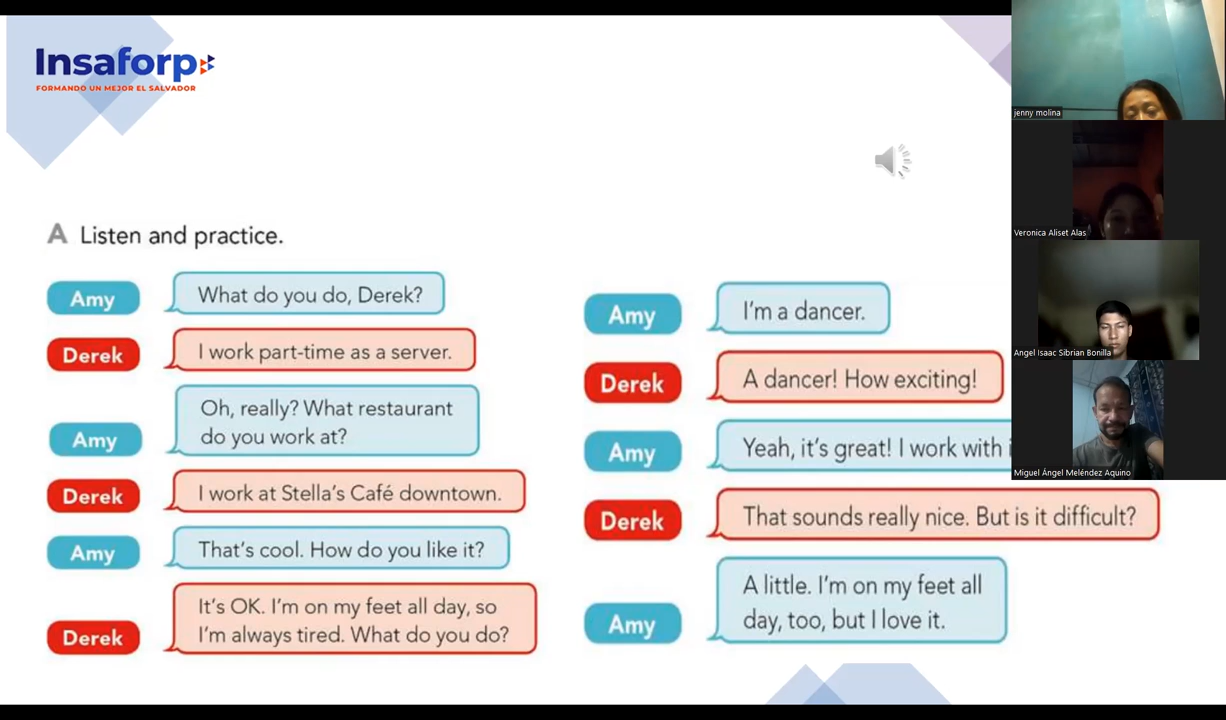 Insaforp
FORMANDO UN MEJOR EL SALVADOR
A Listen and practice.
Amy
What do you do, Derek?
Derek
I work part-time as a server.
Amy
Oh, really? What restaurant
do you work at?
Derek
I work at Stella's Café downtown.
Amy
That's cool. How do you like it?
Derek
It's OK. I'm on my feet all day, so
I'm always tired. What do you do?
Amy
I'm a dancer.
Derek
A dancer! How exciting!
Amy
Yeah, it's great! I work with
Derek
That sounds really nice. But is it difficult?
Amy
A little. I'm on my feet all
day, too, but I love it.
jenny molina
Veronica Aliset Alas
Angel Isaac Sibrian Bonilla
Miguel Ángel Meléndez Aquino